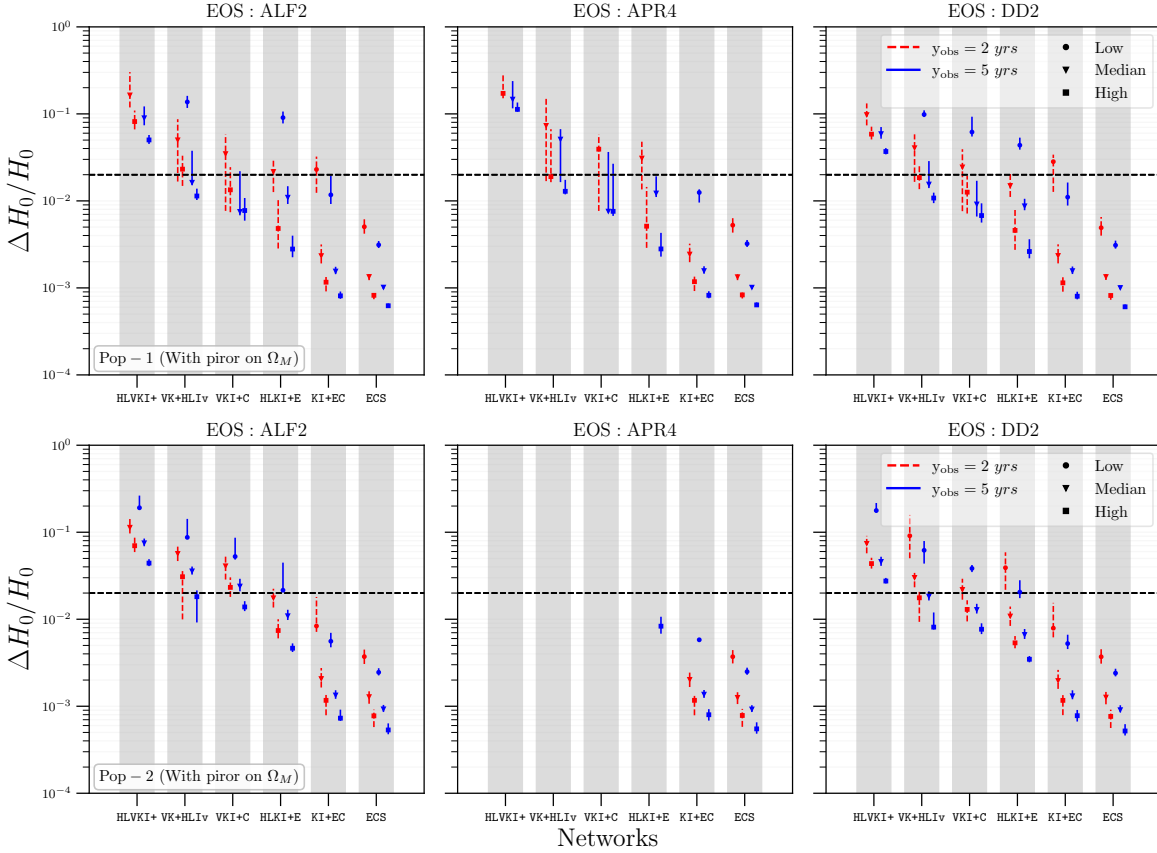 EOS : ALF2 EOS : APR4 EOS : DD2
10⁰
10⁻¹
10⁻²
10⁻³
10⁻⁴
ΔH₀/H₀
y_obs = 2 yrs
y_obs = 5 yrs
Low
Median
High
Pop − 1 (With piror on Ω_M)
HLVKI+ VK+HLIv VKI+C HLKI+E KI+EC ECS
HLVKI+ VK+HLIv VKI+C HLKI+E KI+EC ECS
HLVKI+ VK+HLIv VKI+C HLKI+E KI+EC ECS
EOS : ALF2 EOS : APR4 EOS : DD2
10⁰
10⁻¹
10⁻²
10⁻³
10⁻⁴
ΔH₀/H₀
y_obs = 2 yrs
y_obs = 5 yrs
Low
Median
High
Pop − 2 (With piror on Ω_M)
HLVKI+ VK+HLIv VKI+C HLKI+E KI+EC ECS
HLVKI+ VK+HLIv VKI+C HLKI+E KI+EC ECS
HLVKI+ VK+HLIv VKI+C HLKI+E KI+EC ECS
Networks